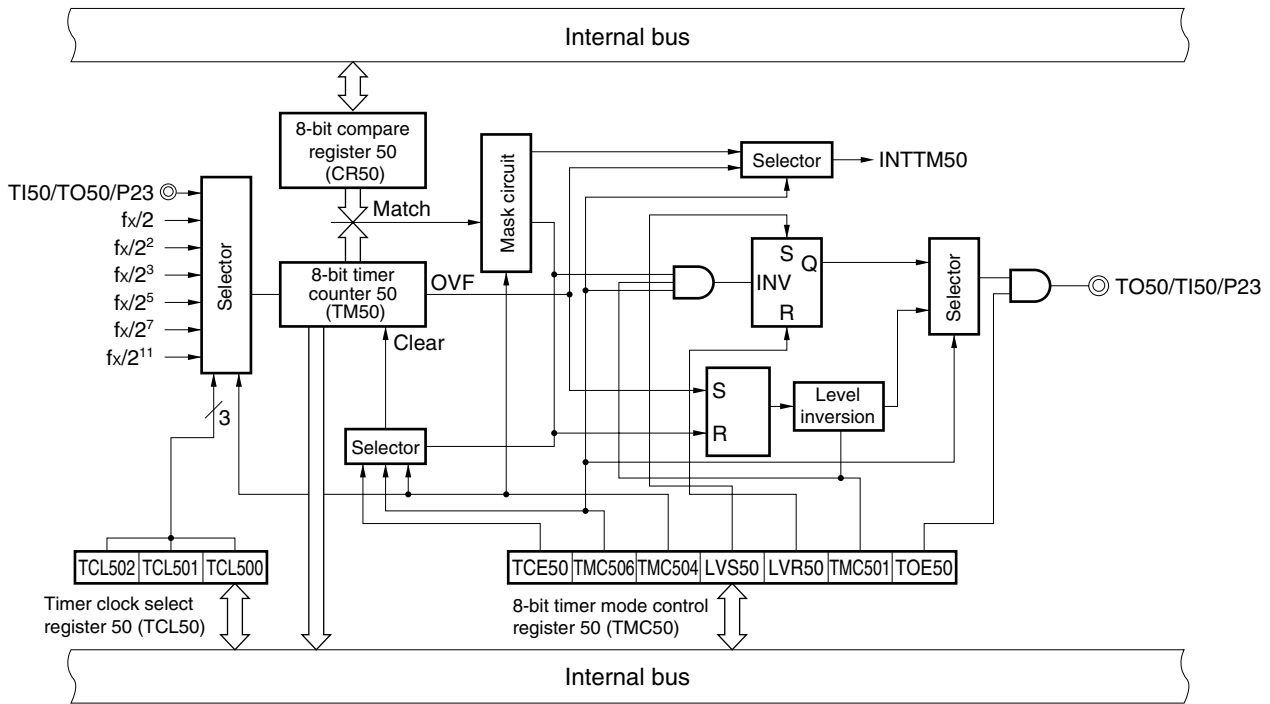 Internal bus
8-bit compare
register 50
(CR50)
Mask circuit
Selector
INTTM50
TI50/TO50/P23
Match
fx/2
fx/2²
fx/2³
fx/2⁵
fx/2⁷
fx/2¹¹
Selector
8-bit timer
counter 50
(TM50)
OVF
Clear
S
Q
INV
R
Selector
TO50/TI50/P23
3
Selector
S
R
Level
inversion
TCL502 TCL501 TCL500
TCE50 TMC506 TMC504 LVS50 LVR50 TMC501 TOE50
Timer clock select
register 50 (TCL50)
8-bit timer mode control
register 50 (TMC50)
Internal bus